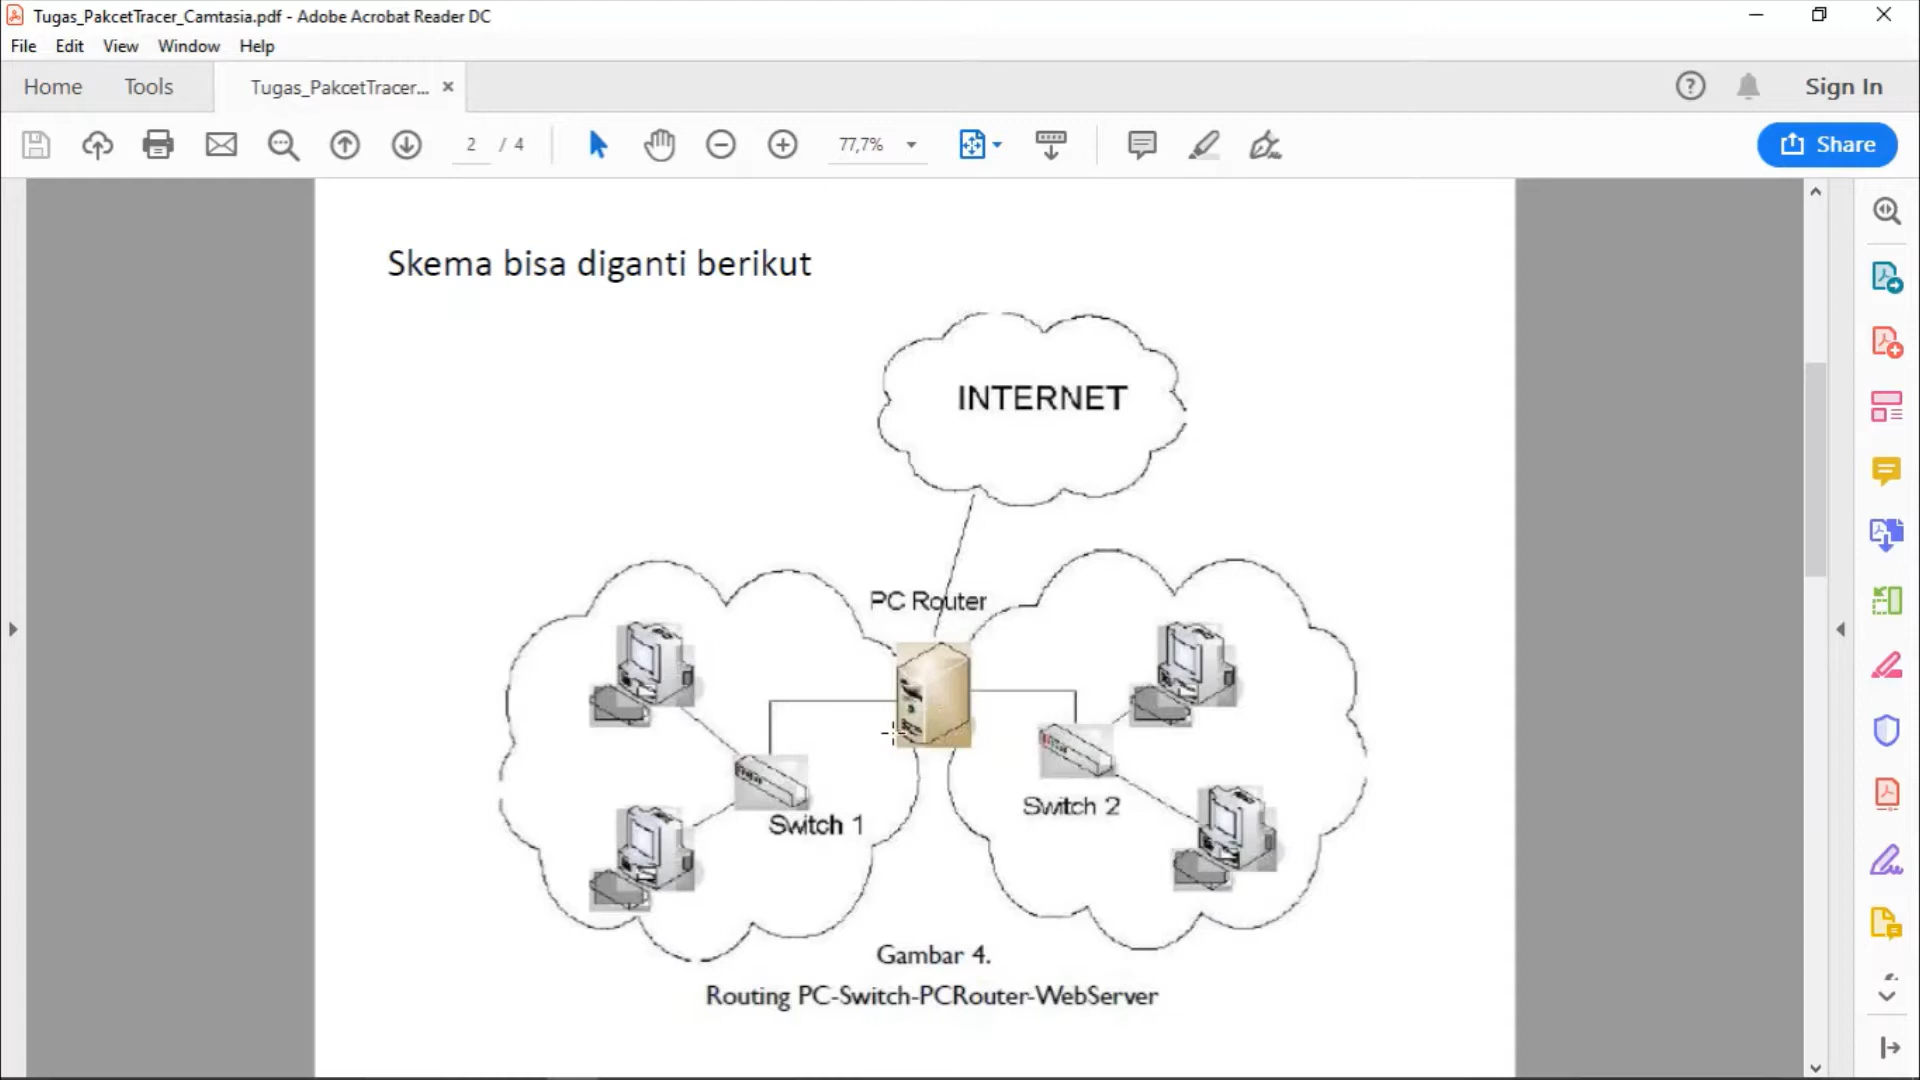 Tugas_PakcetTracer_Camtasia.pdf - Adobe Acrobat Reader DC
File Edit View Window Help
Home Tools Tugas_PakcetTracer... × Sign In
2 / 4 77,7% Share
Skema bisa diganti berikut
INTERNET
PC Router
Switch 1
Switch 2
Gambar 4.
Routing PC-Switch-PCRouter-WebServer